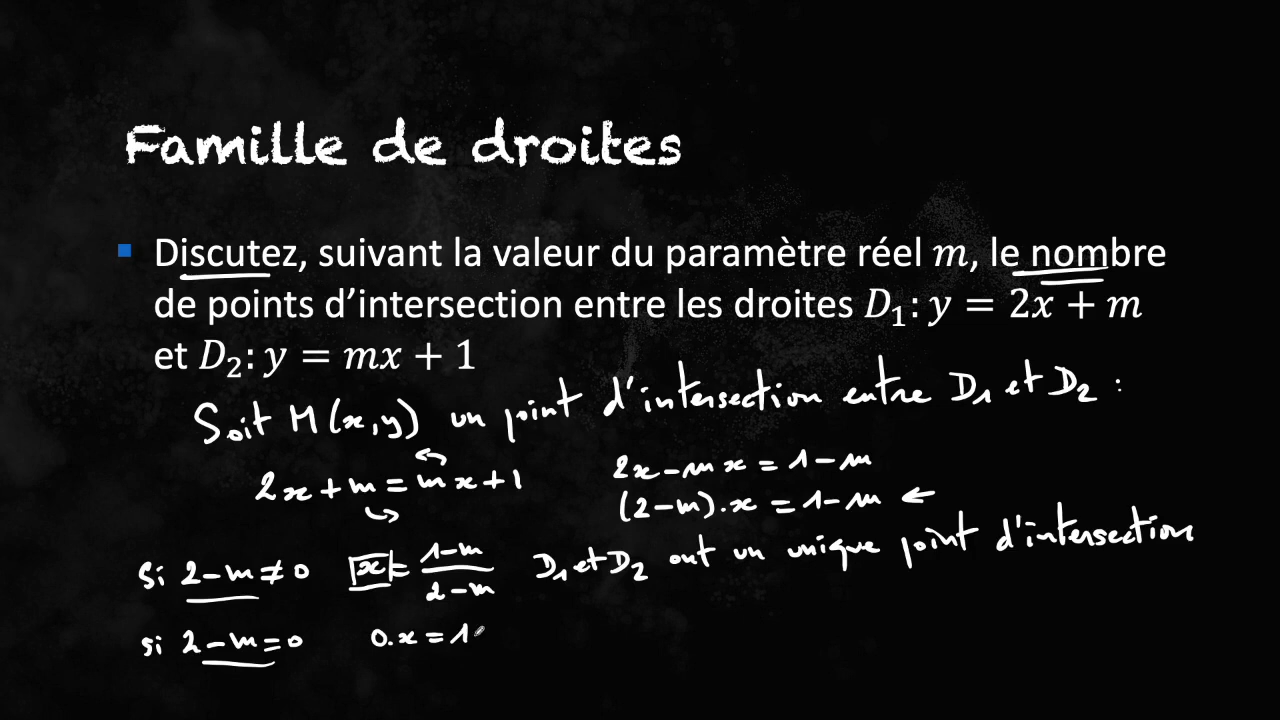 Famille de droites
Discutez, suivant la valeur du paramètre réel m, le nombre
de points d’intersection entre les droites D₁: y = 2x + m
et D₂: y = mx + 1
Soit M(x,y) un point d'intersection entre D₁ et D₂ :
2x + m = mx + 1
2x - mx = 1 - m
(2-m).x = 1-m ←
si 2-m ≠ 0 x = (1-m)/(2-m) D₁ et D₂ ont un unique point d'intersection
si 2-m = 0 0.x = 1